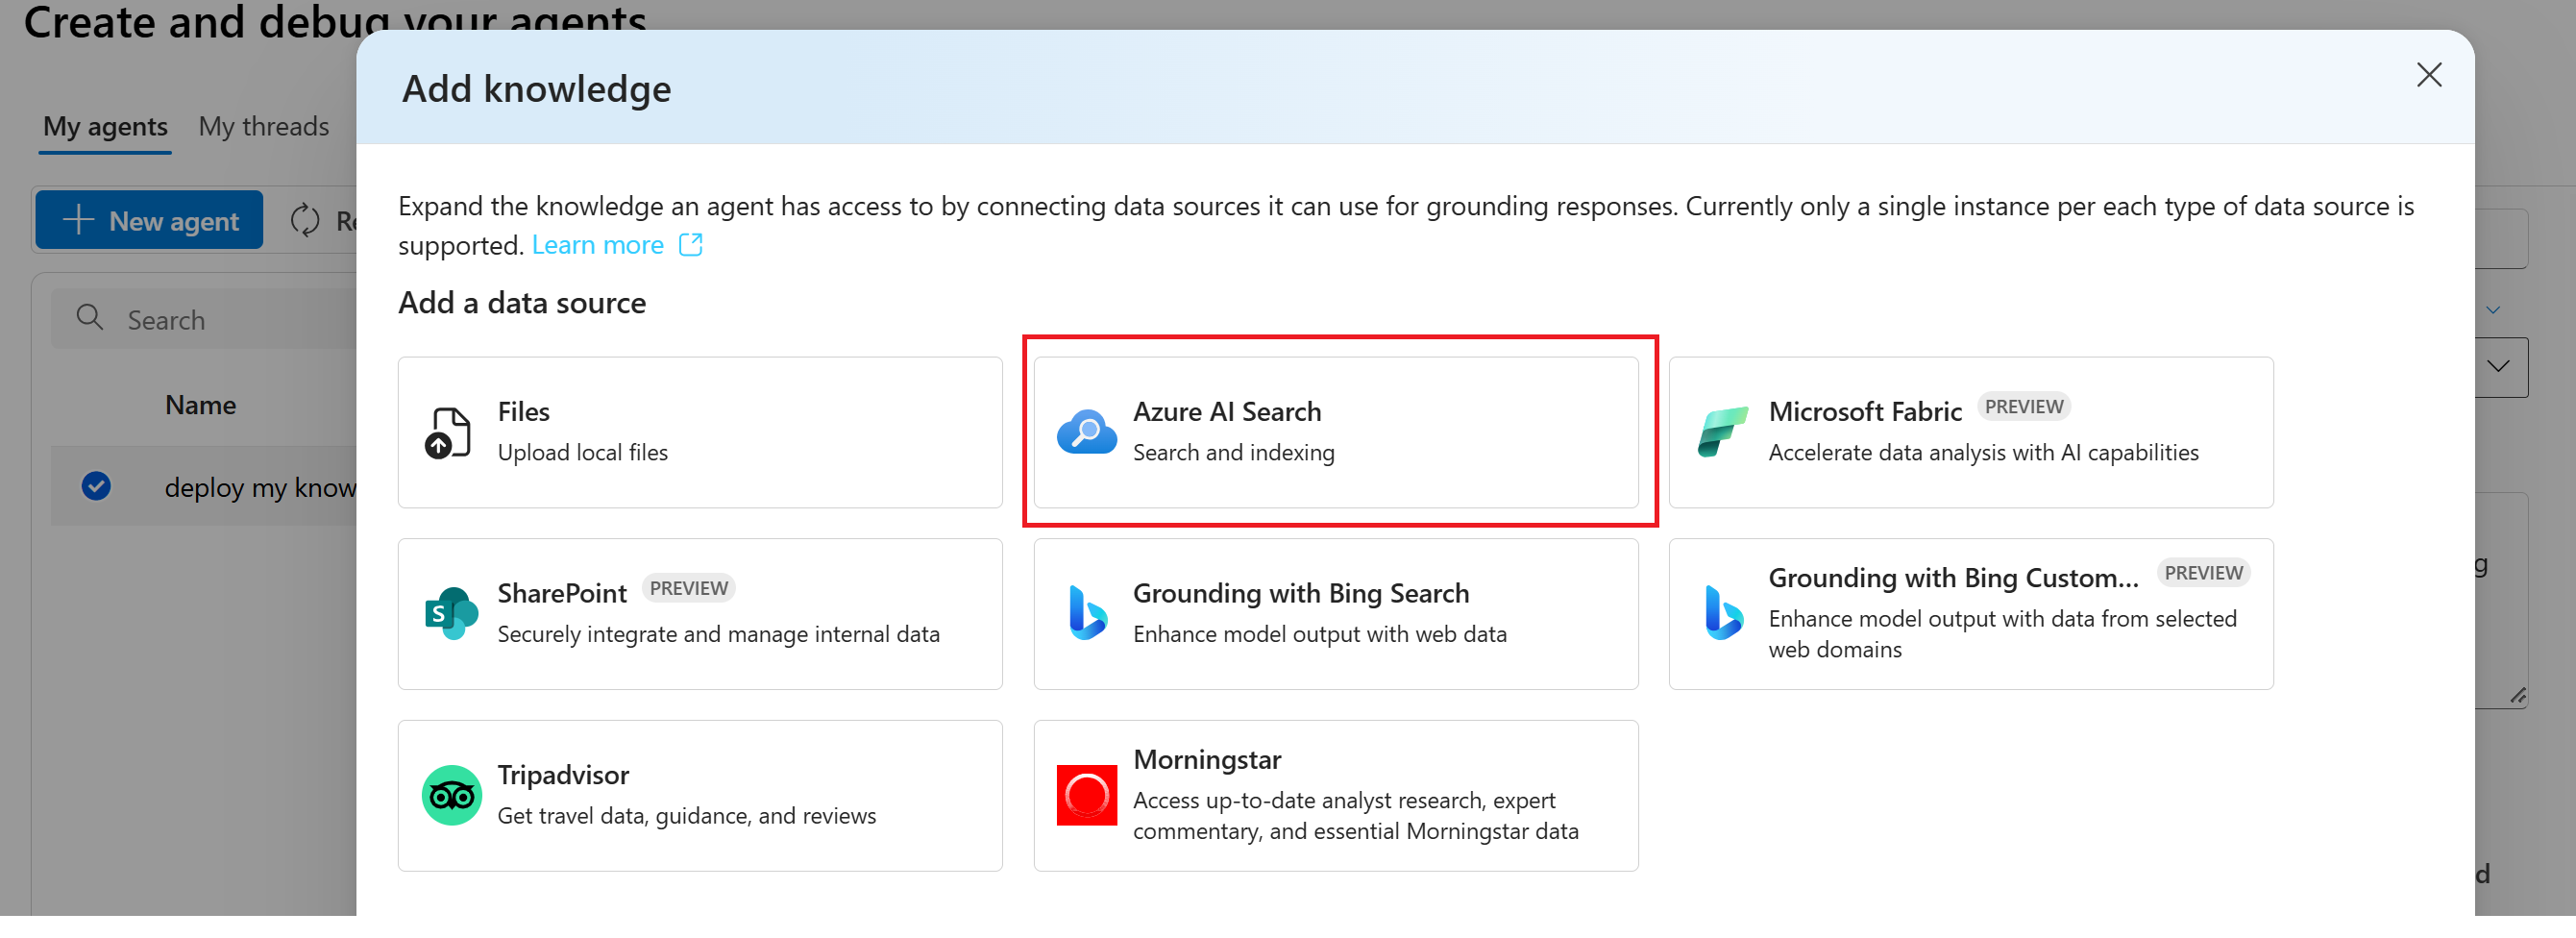 Create and debug your agents
Add knowledge
My agents
My threads
Expand the knowledge an agent has access to by connecting data sources it can use for grounding responses. Currently only a single instance per each type of data source is
supported. Learn more
New agent
Re
Search
Add a data source
Name
deploy my know
Files
Upload local files
Azure AI Search
Search and indexing
Microsoft Fabric PREVIEW
Accelerate data analysis with AI capabilities
SharePoint PREVIEW
Securely integrate and manage internal data
Grounding with Bing Search
Enhance model output with web data
Grounding with Bing Custom... PREVIEW
Enhance model output with data from selected
web domains
Tripadvisor
Get travel data, guidance, and reviews
Morningstar
Access up-to-date analyst research, expert
commentary, and essential Morningstar data
g
d